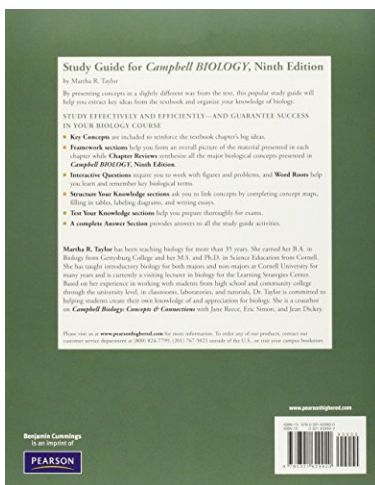 Study Guide for Campbell BIOLOGY, Ninth Edition
by Martha R. Taylor
By presenting concepts in a slightly different way from the text, this popular study guide will
help you extract key ideas from the textbook and organize your knowledge of biology.
STUDY EFFECTIVELY AND EFFICIENTLY—AND GUARANTEE SUCCESS
IN YOUR BIOLOGY COURSE
Key Concepts are included to reinforce the textbook chapter's big ideas.
Framework sections help you form an overall picture of the material presented in each
chapter while Chapter Reviews synthesize all the major biological concepts presented in
Campbell BIOLOGY, Ninth Edition.
Interactive Questions require you to work with figures and problems, and Word Roots help
you learn and remember key biological terms.
Structure Your Knowledge sections ask you to link concepts by completing concept maps,
filling in tables, labeling diagrams, and writing essays.
Test Your Knowledge sections help you prepare thoroughly for exams.
A complete Answer Section provides answers to all the study guide activities.
Martha R. Taylor has been teaching biology for more than 35 years. She earned her B.A. in
Biology from Gettysburg College and her M.S. and Ph.D. in Science Education from Cornell.
She has taught introductory biology for both majors and non-majors at Cornell University for
many years and is currently a visiting lecturer in biology for the Learning Strategies Center.
Based on her experience in working with students from high school and community college
through the university level, in classrooms, laboratories, and tutorials, Dr. Taylor is committed to
helping students create their own knowledge of and appreciation for biology. She is a coauthor
on Campbell Biology: Concepts & Connections with Jane Reece, Eric Simon, and Jean Dickey.
Please visit us at www.pearsonhighered.com for more information. To order any of our products, contact our
customer service department at (800) 824-7799, (201) 767-5021 outside of the U.S., or visit your campus bookstore.
www.pearsonhighered.com
Benjamin Cummings
is an imprint of
PEARSON